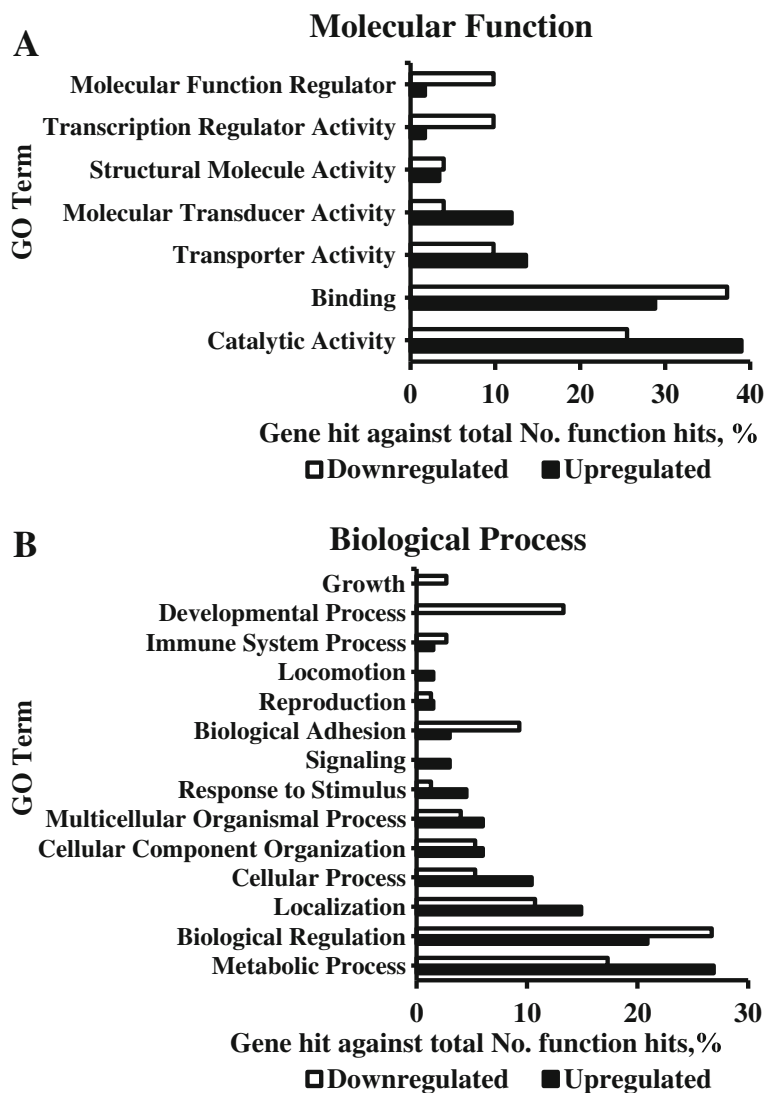 A
Molecular Function
GO Term
Molecular Function Regulator
Transcription Regulator Activity
Structural Molecule Activity
Molecular Transducer Activity
Transporter Activity
Binding
Catalytic Activity
0 10 20 30 40
Gene hit against total No. function hits, %
Downregulated Upregulated
B
Biological Process
GO Term
Growth
Developmental Process
Immune System Process
Locomotion
Reproduction
Biological Adhesion
Signaling
Response to Stimulus
Multicellular Organismal Process
Cellular Component Organization
Cellular Process
Localization
Biological Regulation
Metabolic Process
0 10 20 30
Gene hit against total No. function hits,%
Downregulated Upregulated